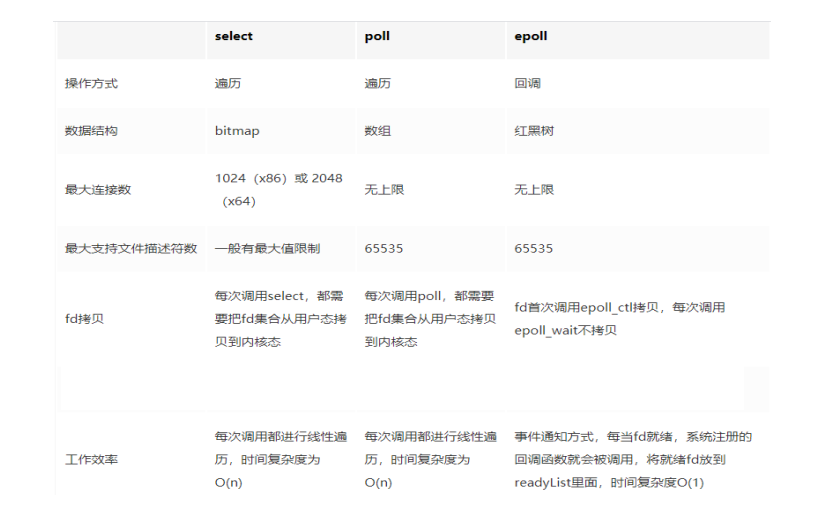 select poll epoll
操作方式 遍历 遍历 回调
数据结构 bitmap 数组 红黑树
最大连接数 1024（x86）或 2048（x64） 无上限 无上限
最大支持文件描述符数 一般有最大值限制 65535 65535
fd拷贝 每次调用select，都需要把fd集合从用户态拷贝到内核态 每次调用poll，都需要把fd集合从用户态拷贝到内核态 fd首次调用epoll_ctl拷贝，每次调用epoll_wait不拷贝
工作效率 每次调用都进行线性遍历，时间复杂度为O(n) 每次调用都进行线性遍历，时间复杂度为O(n) 事件通知方式，每当fd就绪，系统注册的回调函数就会被调用，将就绪fd放到readyList里面，时间复杂度O(1)